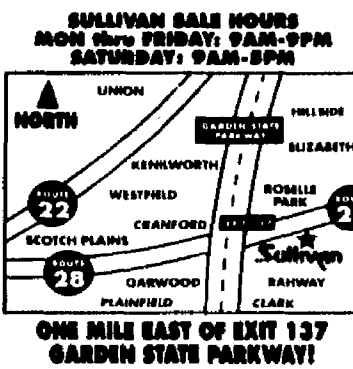 SULLIVAN SALE HOURS
MON thru FRIDAY: 9AM-9PM
SATURDAY: 9AM-5PM
UNION
NORTH
HILLSIDE
GARDEN STATE
PARKWAY
ELIZABETH
KENILWORTH
WESTFIELD
ROSELLE
PARK
ROUTE
22
CRANFORD
SCOTCH PLAINS
Sullivan
ROUTE
28
GARWOOD
RAHWAY
PLAINFIELD
CLARK
ONE MILE EAST OF EXIT 137
GARDEN STATE PARKWAY!